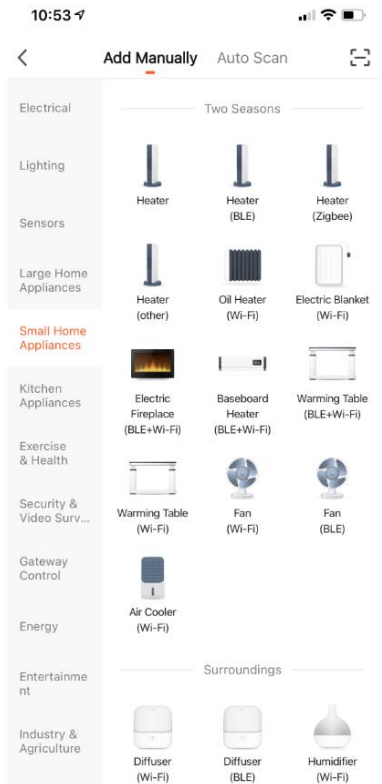 10:53
Add Manually Auto Scan
Electrical
Lighting
Sensors
Large Home
Appliances
Small Home
Appliances
Kitchen
Appliances
Exercise
& Health
Security &
Video Surv...
Gateway
Control
Energy
Entertainme
nt
Industry &
Agriculture
Two Seasons
Heater
Heater
(BLE)
Heater
(Zigbee)
Heater
(other)
Oil Heater
(Wi-Fi)
Electric Blanket
(Wi-Fi)
Electric
Fireplace
(BLE+Wi-Fi)
Baseboard
Heater
(BLE+Wi-Fi)
Warming Table
(BLE+Wi-Fi)
Warming Table
(Wi-Fi)
Fan
(Wi-Fi)
Fan
(BLE)
Air Cooler
(Wi-Fi)
Surroundings
Diffuser
(Wi-Fi)
Diffuser
(BLE)
Humidifier
(Wi-Fi)